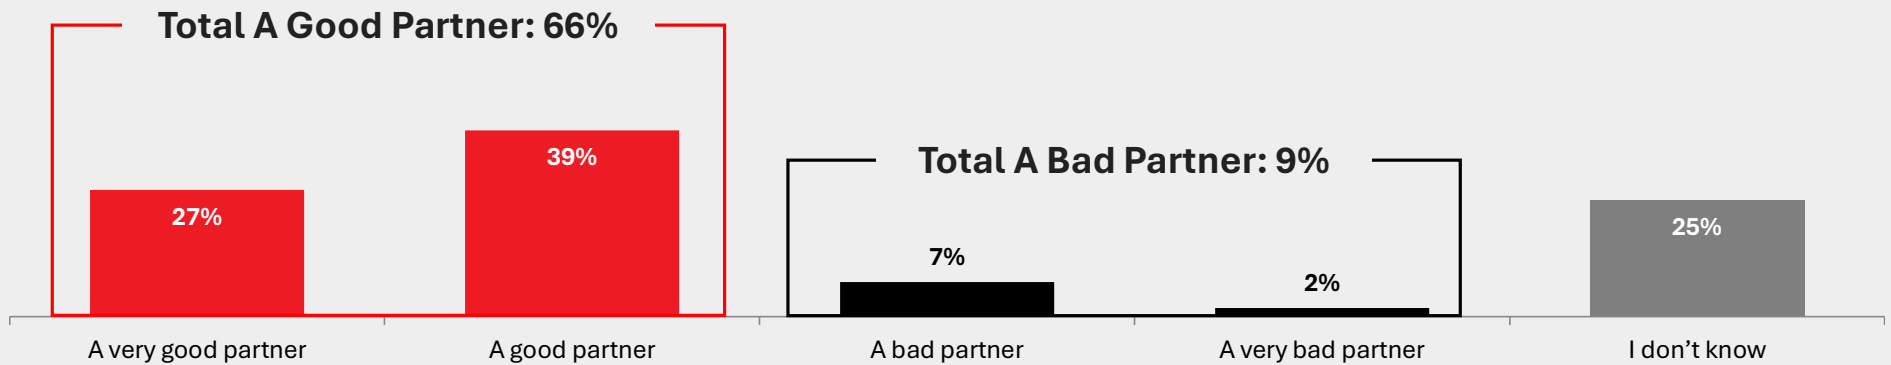 Total A Good Partner: 66%
Total A Bad Partner: 9%
27%
39%
7%
2%
25%
A very good partner
A good partner
A bad partner
A very bad partner
I don’t know